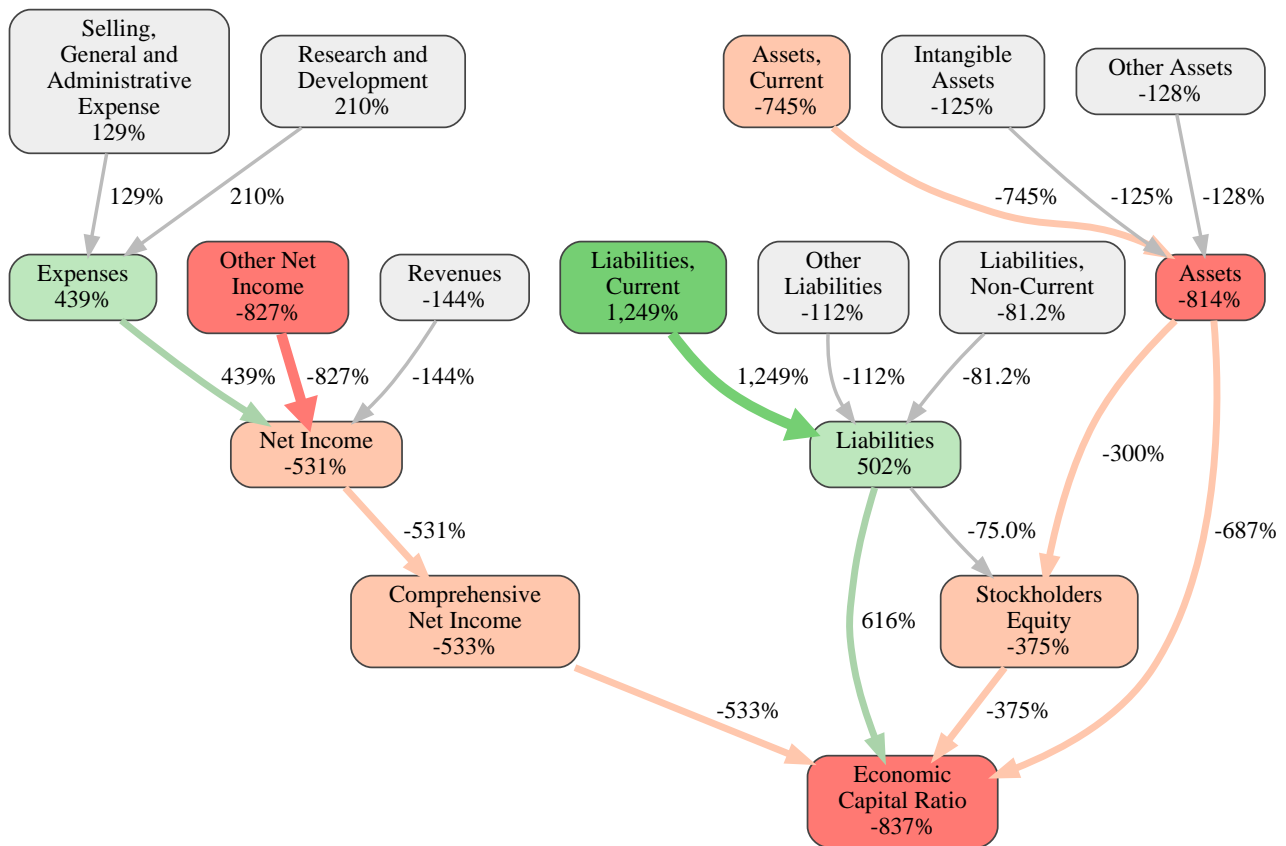 Selling,
General and
Administrative
Expense
129%
Research and
Development
210%
Assets,
Current
-745%
Intangible
Assets
-125%
Other Assets
-128%
129%
210%
-745%
-125%
-128%
Expenses
439%
Other Net
Income
-827%
Revenues
-144%
Liabilities,
Current
1,249%
Other
Liabilities
-112%
Liabilities,
Non-Current
-81.2%
Assets
-814%
439%
-827%
-144%
1,249%
-112%
-81.2%
Net Income
-531%
Liabilities
502%
-300%
-531%
-75.0%
-687%
Comprehensive
Net Income
-533%
616%
Stockholders
Equity
-375%
-533%
-375%
Economic
Capital Ratio
-837%